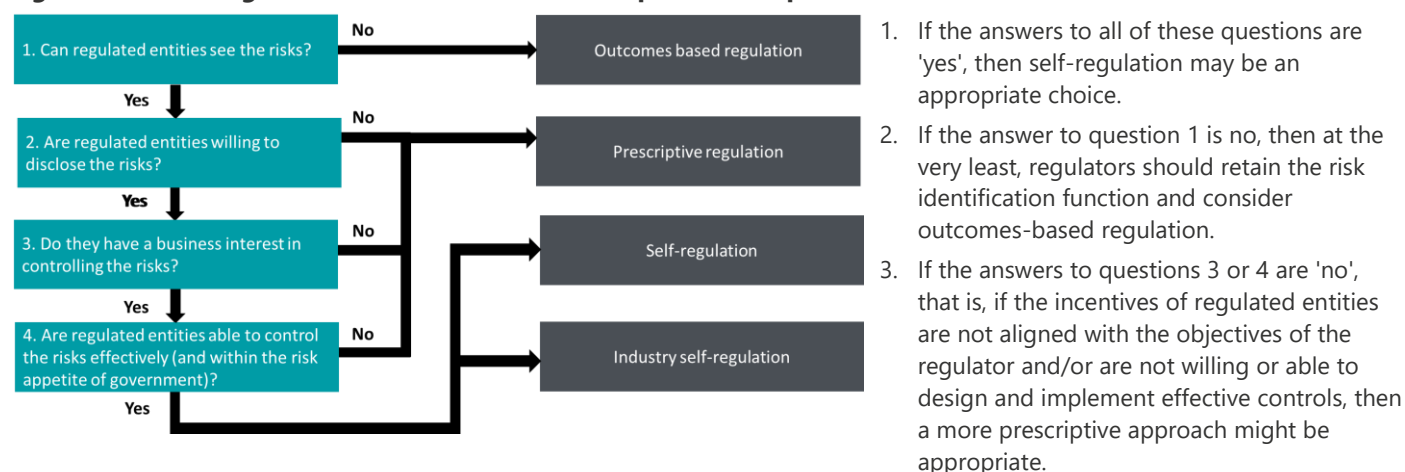 No
1. Can regulated entities see the risks?
Outcomes based regulation
Yes
No
2. Are regulated entities willing to
disclose the risks?
Prescriptive regulation
Yes
No
3. Do they have a business interest in
controlling the risks?
Self-regulation
Yes
No
4. Are regulated entities able to control
the risks effectively (and within the risk
appetite of government)?
Industry self-regulation
Yes
1. If the answers to all of these questions are
'yes', then self-regulation may be an
appropriate choice.
2. If the answer to question 1 is no, then at the
very least, regulators should retain the risk
identification function and consider
outcomes-based regulation.
3. If the answers to questions 3 or 4 are 'no',
that is, if the incentives of regulated entities
are not aligned with the objectives of the
regulator and/or are not willing or able to
design and implement effective controls, then
a more prescriptive approach might be
appropriate.